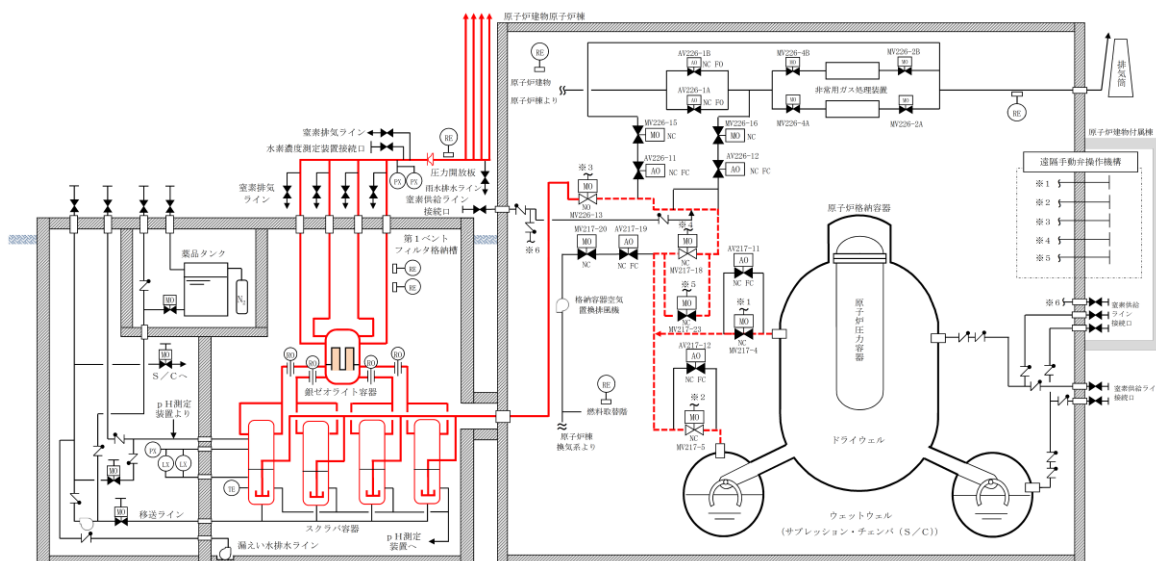 原子炉建物原子炉棟
RE
原子炉建物
原子炉棟より
AV226-1B
AO
NC FO
AV226-1A
AO
NC FO
MV226-4B
MO
MV226-2B
MO
非常用ガス処理装置
MO
MV226-4A
MO
MV226-2A
RE
排気筒
原子炉建物付属棟
遠隔手動弁操作機構
※1
※2
※3
※4
※5
MV226-15
MO
NC
MV226-16
MO
NC
AV226-11
AO
NC FC
AV226-12
AO
NC FC
窒素排気ライン
水素濃度測定装置接続口
RE
圧力開放板
PX
PX
窒素排気
ライン
雨水排水ライン
窒素供給ライン
接続口
※6
※3
MO
NO
MV226-13
MV217-20
MO
NC
AV217-19
AO
NC FC
※4
MO
NC
MV217-18
※5
MO
NC
MV217-23
AV217-11
AO
NC FC
※1
MO
NC
MV217-4
AV217-12
AO
NC FC
※2
MO
NC
MV217-5
格納容器空気
置換排風機
RE
燃料取替階
原子炉棟
換気系より
原子炉格納容器
原子炉圧力容器
ドライウェル
ウェットウェル
(サプレッション・チェンバ(S/C))
※6
窒素供給
ライン
接続口
窒素供給ライン
接続口
第1ベント
フィルタ格納槽
RE
RE
薬品タンク
MO
N₂
MO
S/Cへ
pH測定
装置より
RO
RO
RO
RO
銀ゼオライト容器
PX
LX
LX
TE
MO
MO
移送ライン
スクラバ容器
漏えい水排水ライン
pH測定
装置へ